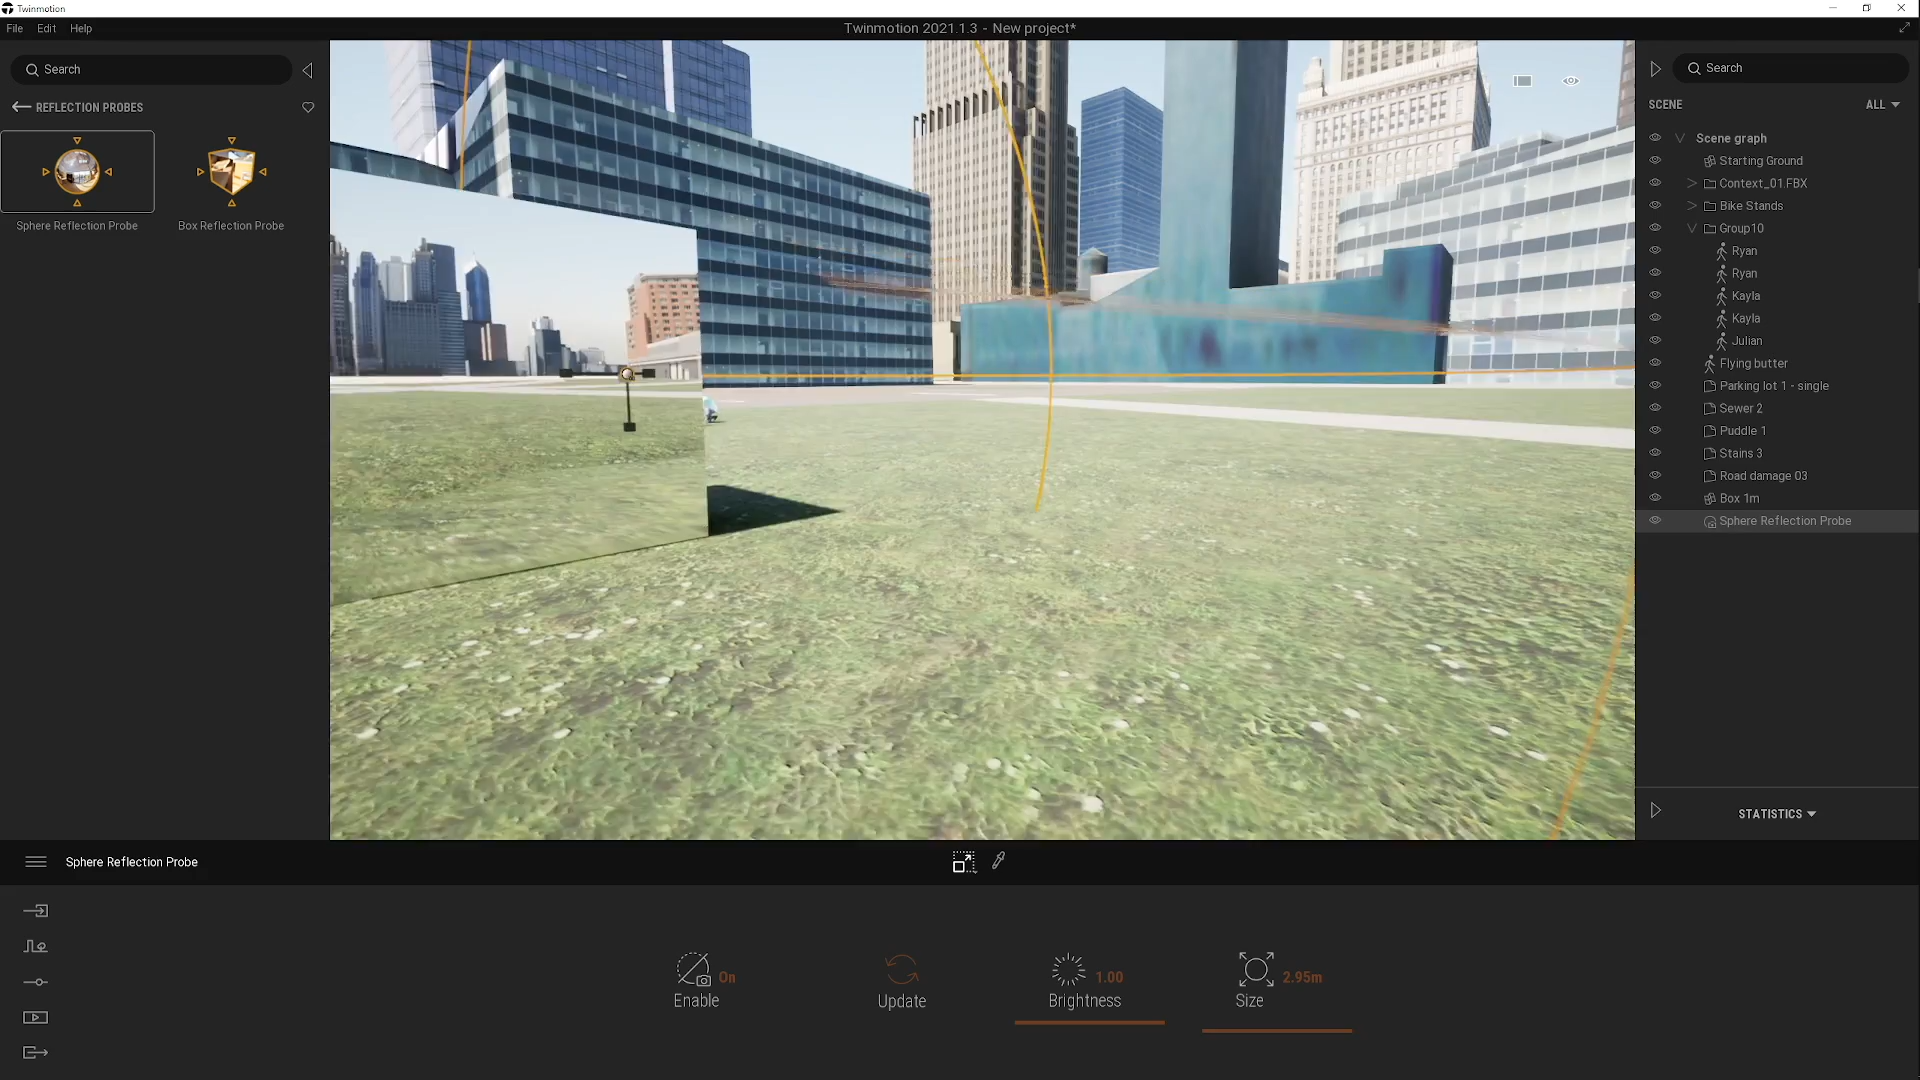 Twinmotion
File Edit Help
Twinmotion 2021.1.3 - New project*
Search
REFLECTION PROBES
Sphere Reflection Probe
Box Reflection Probe
Search
SCENE
ALL
Scene graph
Starting Ground
Context_01.FBX
Bike Stands
Group10
Ryan
Ryan
Kayla
Kayla
Julian
Flying butter
Parking lot 1 - single
Sewer 2
Puddle 1
Stains 3
Road damage 03
Box 1m
Sphere Reflection Probe
STATISTICS
Sphere Reflection Probe
On
Enable
Update
1.00
Brightness
2.95m
Size